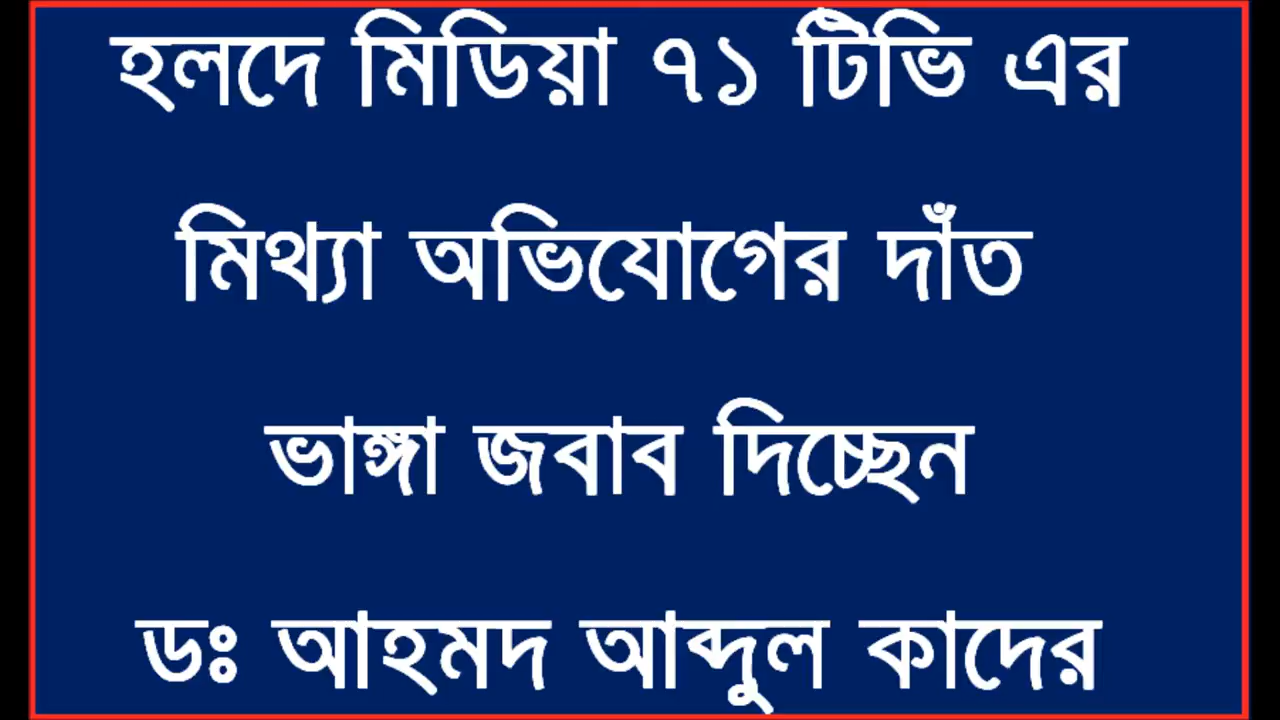 হলদে মিডিয়া ৭১ টিভি এর
মিথ্যা অভিযোগের দাঁত
ভাঙ্গা জবাব দিচ্ছেন
ডঃ আহমদ আব্দুল কাদের